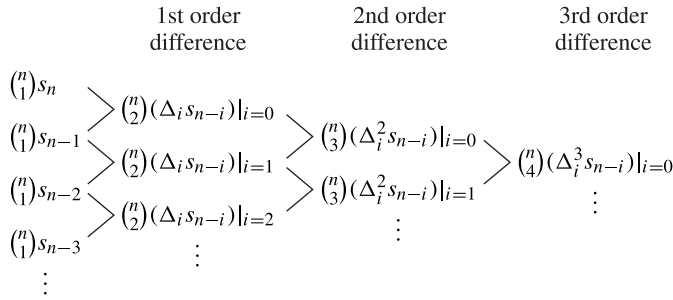 1st order difference 2nd order difference 3rd order difference
$\binom{n}{1}s_n$
$\binom{n}{2}(\Delta_i s_{n-i})|_{i=0}$
$\binom{n}{1}s_{n-1}$ $\binom{n}{3}(\Delta_i^2 s_{n-i})|_{i=0}$
$\binom{n}{2}(\Delta_i s_{n-i})|_{i=1}$ $\binom{n}{4}(\Delta_i^3 s_{n-i})|_{i=0}$
$\binom{n}{1}s_{n-2}$ $\binom{n}{3}(\Delta_i^2 s_{n-i})|_{i=1}$ ⋮
$\binom{n}{2}(\Delta_i s_{n-i})|_{i=2}$ ⋮
$\binom{n}{1}s_{n-3}$ ⋮
⋮